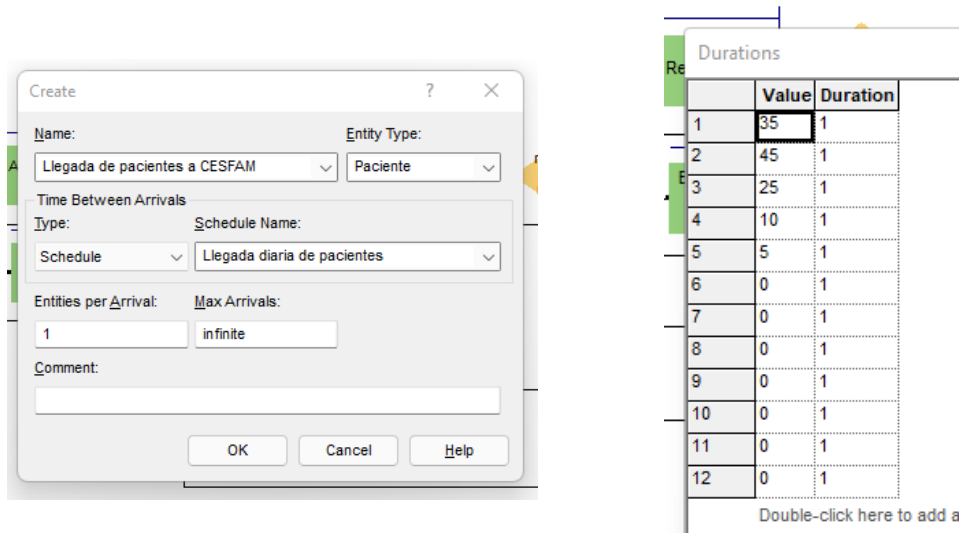 Create
?
Name:
Entity Type:
Llegada de pacientes a CESFAM
Paciente
Time Between Arrivals
Type:
Schedule Name:
Schedule
Llegada diaria de pacientes
Entities per Arrival:
Max Arrivals:
1
infinite
Comment:
OK Cancel Help
A
Re
E
Durations
Value Duration
1 35 1
2 45 1
3 25 1
4 10 1
5 5 1
6 0 1
7 0 1
8 0 1
9 0 1
10 0 1
11 0 1
12 0 1
Double-click here to add a